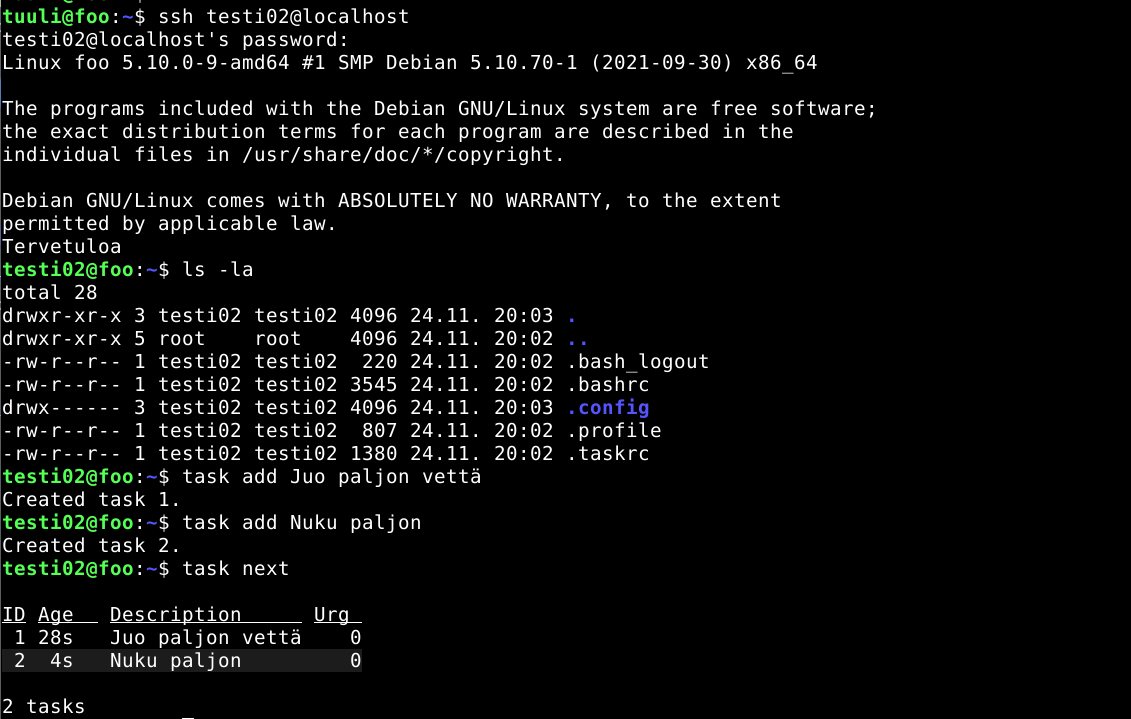 tuuli@foo:~$ ssh testi02@localhost
testi02@localhost's password:
Linux foo 5.10.0-9-amd64 #1 SMP Debian 5.10.70-1 (2021-09-30) x86_64
The programs included with the Debian GNU/Linux system are free software;
the exact distribution terms for each program are described in the
individual files in /usr/share/doc/*/copyright.
Debian GNU/Linux comes with ABSOLUTELY NO WARRANTY, to the extent
permitted by applicable law.
Tervetuloa
testi02@foo:~$ ls -la
total 28
drwxr-xr-x 3 testi02 testi02 4096 24.11. 20:03 .
drwxr-xr-x 5 root    root    4096 24.11. 20:02 ..
-rw-r--r-- 1 testi02 testi02  220 24.11. 20:02 .bash_logout
-rw-r--r-- 1 testi02 testi02 3545 24.11. 20:02 .bashrc
drwx------ 3 testi02 testi02 4096 24.11. 20:03 .config
-rw-r--r-- 1 testi02 testi02  807 24.11. 20:02 .profile
-rw-r--r-- 1 testi02 testi02 1380 24.11. 20:02 .taskrc
testi02@foo:~$ task add Juo paljon vettä
Created task 1.
testi02@foo:~$ task add Nuku paljon
Created task 2.
testi02@foo:~$ task next
ID Age   Description      Urg
 1 28s   Juo paljon vettä    0
 2  4s   Nuku paljon         0
2 tasks